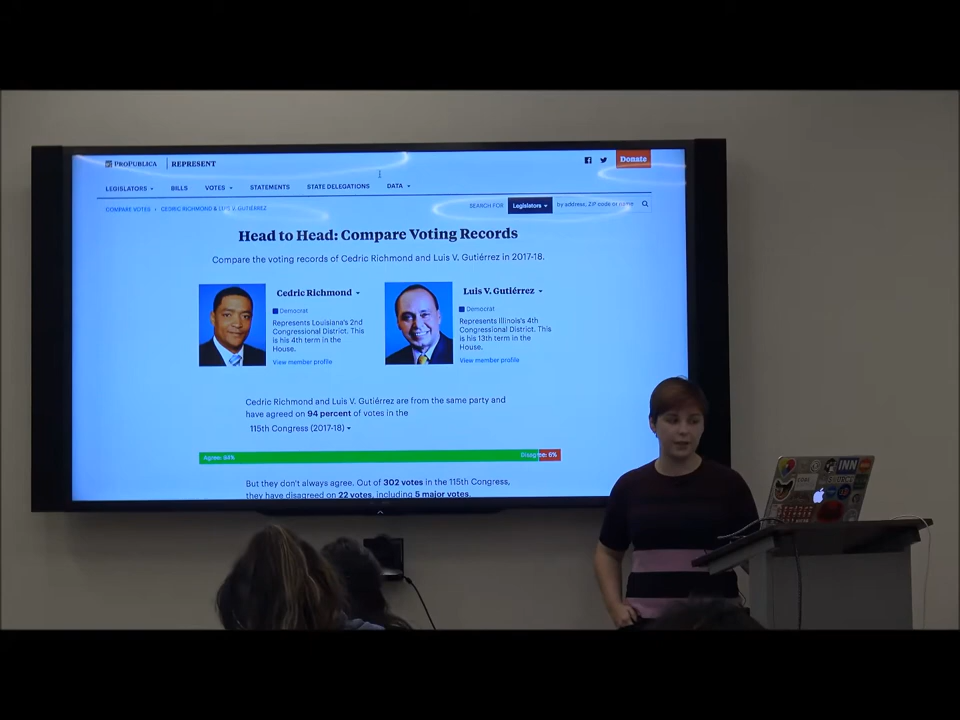 PROPUBLICA | REPRESENT
Donate
LEGISLATORS BILLS VOTES STATEMENTS STATE DELEGATIONS DATA
COMPARE VOTES > CEDRIC RICHMOND & LUIS V. GUTIÉRREZ
SEARCH FOR Legislators by address, ZIP code or name
Head to Head: Compare Voting Records
Compare the voting records of Cedric Richmond and Luis V. Gutiérrez in 2017-18.
Cedric Richmond
Democrat
Represents Louisiana's 2nd
Congressional District. This
is his 4th term in the
House.
View member profile
Luis V. Gutiérrez
Democrat
Represents Illinois's 4th
Congressional District. This
is his 13th term in the
House.
View member profile
Cedric Richmond and Luis V. Gutiérrez are from the same party and
have agreed on 94 percent of votes in the
115th Congress (2017-18)
Agree: 94% Disagree: 6%
But they don't always agree. Out of 302 votes in the 115th Congress,
they have disagreed on 22 votes, including 5 major votes.
INN